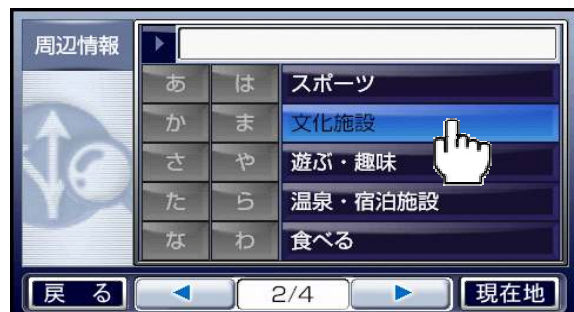 周辺情報
あ は スポーツ
か ま 文化施設
さ や 遊ぶ・趣味
た ら 温泉・宿泊施設
な わ 食べる
戻 る 2/4 現在地